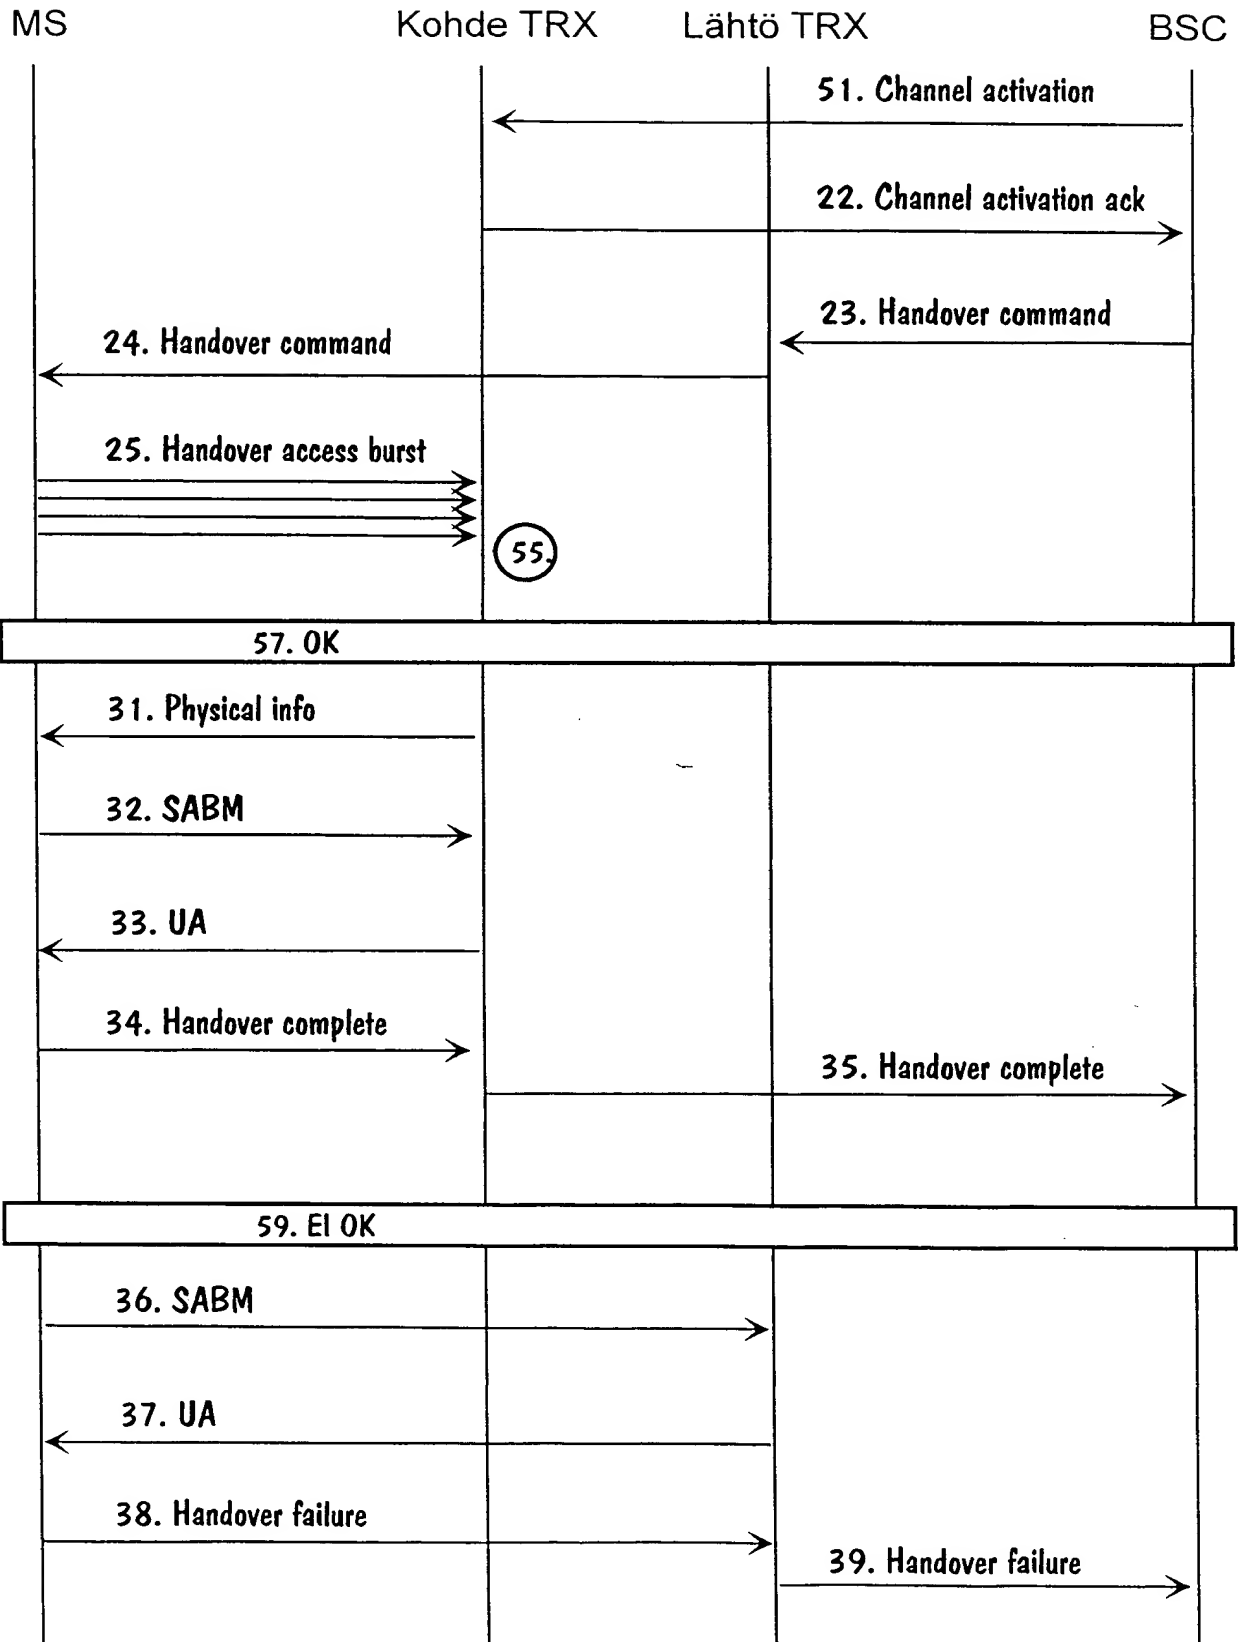 MS Kohde TRX Lähtö TRX BSC
51. Channel activation
22. Channel activation ack
23. Handover command
24. Handover command
25. Handover access burst
55.
57. OK
31. Physical info
32. SABM
33. UA
34. Handover complete
35. Handover complete
59. EI OK
36. SABM
37. UA
38. Handover failure
39. Handover failure